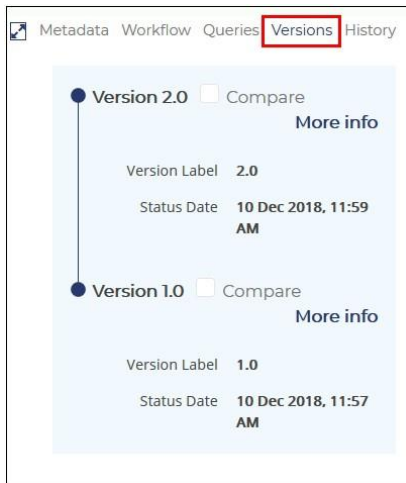 Metadata Workflow Queries Versions History
Version 2.0 Compare
More info
Version Label 2.0
Status Date 10 Dec 2018, 11:59
AM
Version 1.0 Compare
More info
Version Label 1.0
Status Date 10 Dec 2018, 11:57
AM